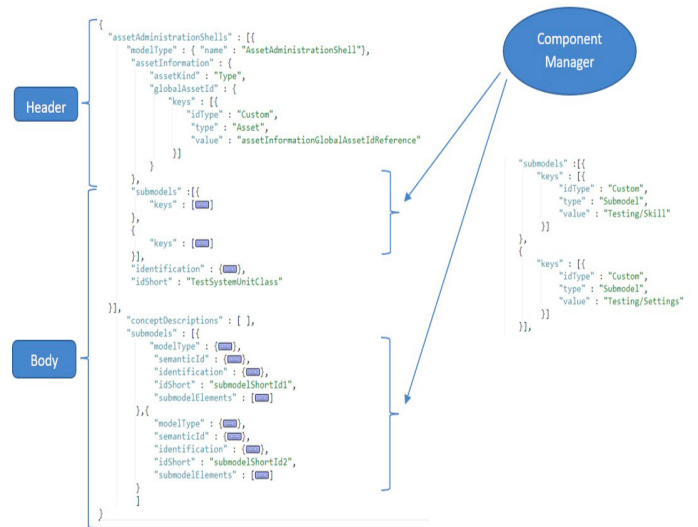 Component
Manager
Header
{
"assetAdministrationShells" : [{
"modelType" : { "name" : "AssetAdministrationShell"},
"assetInformation" : {
"assetKind" : "Type",
"globalAssetId" : {
"keys" : [{
"idType" : "Custom",
"type" : "Asset",
"value" : "assetInformationGlobalAssetIdReference"
}]
}
},
"submodels" :[{
"keys" : [...]
},
{
"keys" : [...]
}],
"identification" : {...},
"idShort" : "TestSystemUnitClass"
}],
Body
"conceptDescriptions" : [ ],
"submodels" : [{
"modelType" : {...},
"semanticId" : {...},
"identification" : {...},
"idShort" : "submodelShortId1",
"submodelElements" : [...]
},{
"modelType" : {...},
"semanticId" : {...},
"identification" : {...},
"idShort" : "submodelShortId2",
"submodelElements" : [...]
}
]
}
"submodels" :[{
"keys" : [{
"idType" : "Custom",
"type" : "Submodel",
"value" : "Testing/Skill"
}]
},
{
"keys" : [{
"idType" : "Custom",
"type" : "Submodel",
"value" : "Testing/Settings"
}]
}],